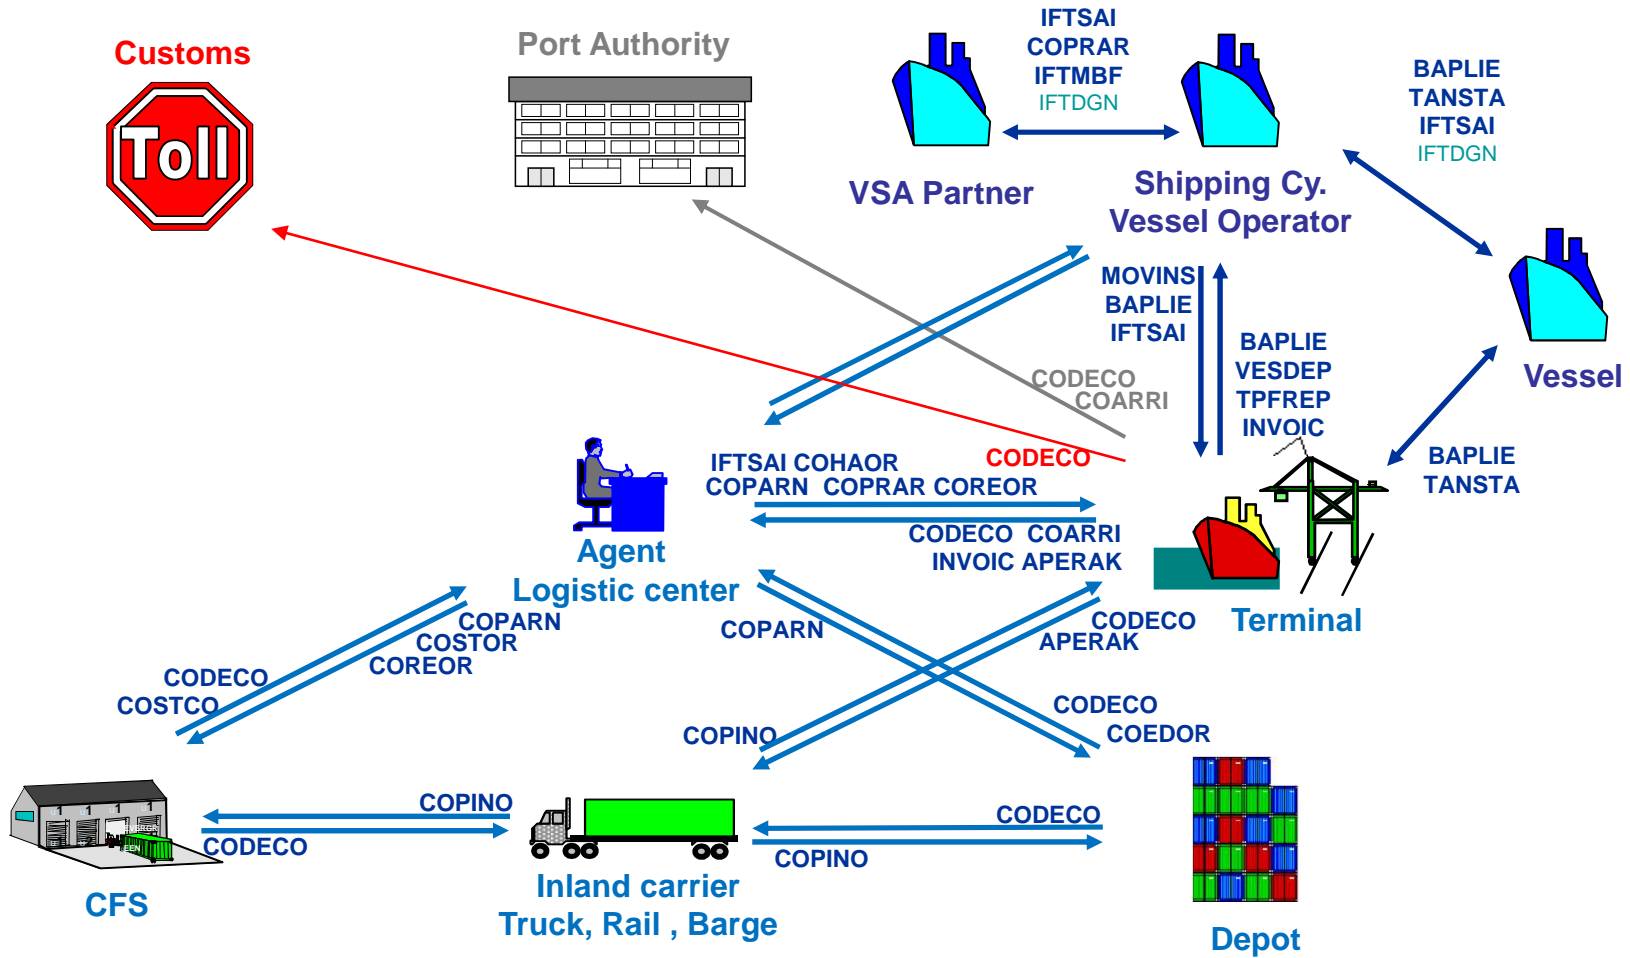 Customs
Toll
Port Authority
IFTSAI
COPRAR
IFTMBF
IFTDGN
BAPLIE
TANSTA
IFTSAI
IFTDGN
VSA Partner
Shipping Cy.
Vessel Operator
MOVINS
BAPLIE
IFTSAI
BAPLIE
VESDEP
TPFREP
INVOIC
Vessel
CODECO
COARRI
BAPLIE
TANSTA
IFTSAI COHAOR
CODECO
COPARN COPRAR COREOR
CODECO COARRI
INVOIC APERAK
Agent
Logistic center
Terminal
COPARN
COSTOR
COREOR
CODECO
COSTCO
COPARN
CODECO
APERAK
CODECO
COEDOR
COPINO
COPINO
CODECO
CODECO
COPINO
CFS
Inland carrier
Truck, Rail , Barge
Depot